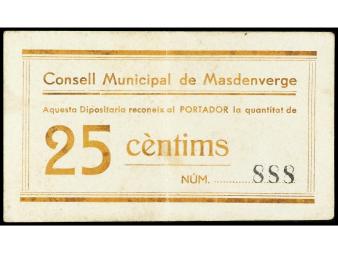 Consell Municipal de Masdenverge
Aquesta Dipositaria reconeix al PORTADOR la quantitat de
25 cèntims
NÚM. ............ 888